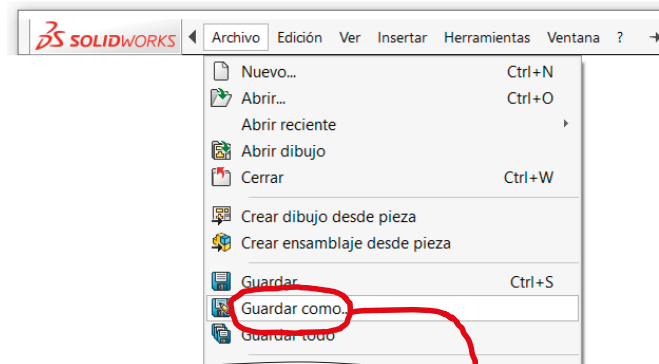 SOLIDWORKS Archivo Edición Ver Insertar Herramientas Ventana ?
Nuevo... Ctrl+N
Abrir... Ctrl+O
Abrir reciente
Abrir dibujo
Cerrar Ctrl+W
Crear dibujo desde pieza
Crear ensamblaje desde pieza
Guardar Ctrl+S
Guardar como...
Guardar todo